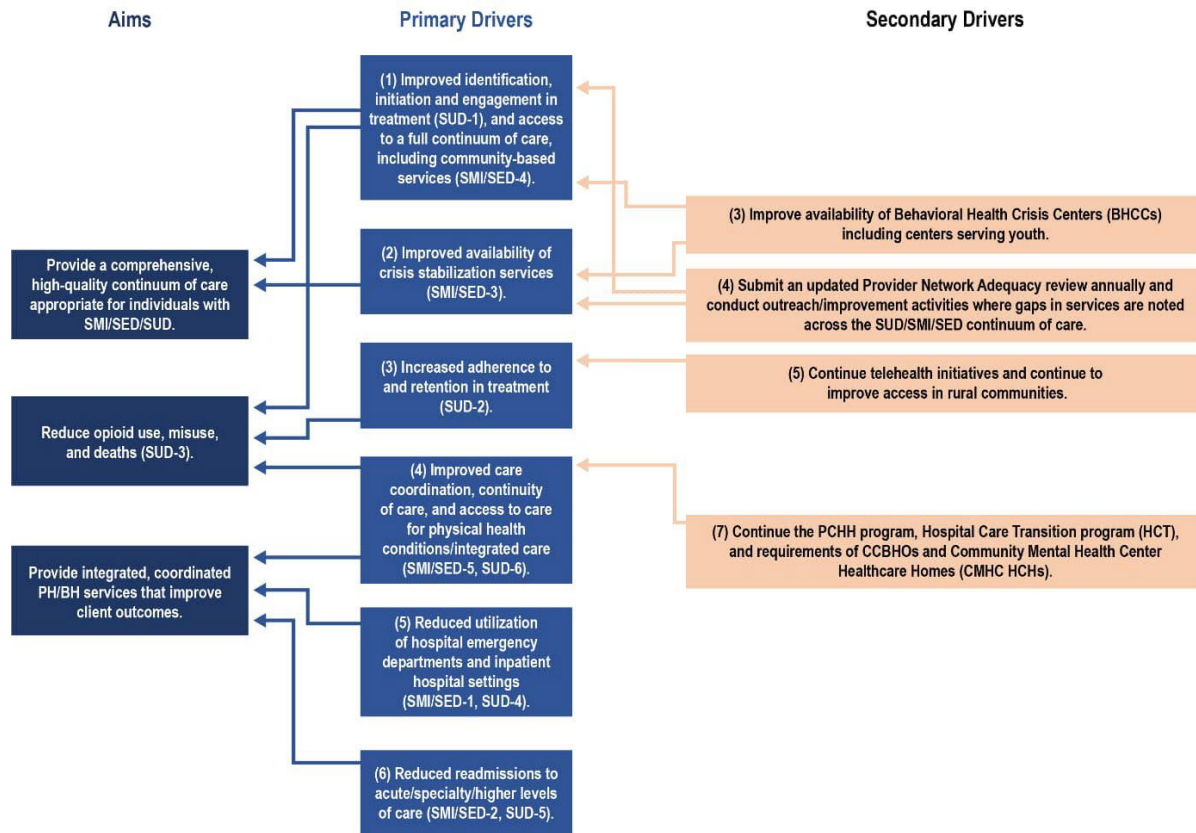 Aims
Primary Drivers
Secondary Drivers
Provide a comprehensive,
high-quality continuum of care
appropriate for individuals with
SMI/SED/SUD.
Reduce opioid use, misuse,
and deaths (SUD-3).
Provide integrated, coordinated
PH/BH services that improve
client outcomes.
(1) Improved identification,
initiation and engagement in
treatment (SUD-1), and access
to a full continuum of care,
including community-based
services (SMI/SED-4).
(2) Improved availability of
crisis stabilization services
(SMI/SED-3).
(3) Increased adherence to
and retention in treatment
(SUD-2).
(4) Improved care
coordination, continuity
of care, and access to care
for physical health
conditions/integrated care
(SMI/SED-5, SUD-6).
(5) Reduced utilization
of hospital emergency
departments and inpatient
hospital settings
(SMI/SED-1, SUD-4).
(6) Reduced readmissions to
acute/specialty/higher levels
of care (SMI/SED-2, SUD-5).
(3) Improve availability of Behavioral Health Crisis Centers (BHCCs)
including centers serving youth.
(4) Submit an updated Provider Network Adequacy review annually and
conduct outreach/improvement activities where gaps in services are noted
across the SUD/SMI/SED continuum of care.
(5) Continue telehealth initiatives and continue to
improve access in rural communities.
(7) Continue the PCHH program, Hospital Care Transition program (HCT),
and requirements of CCBHOs and Community Mental Health Center
Healthcare Homes (CMHC HCHs).